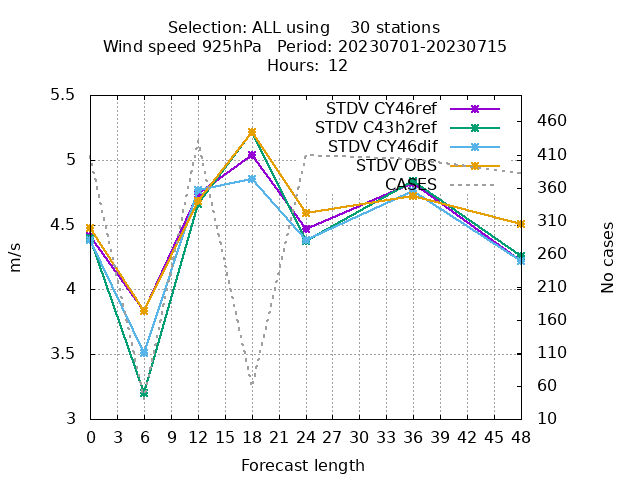 Selection: ALL using    30 stations
Wind speed 925hPa   Period: 20230701-20230715
Hours:  12
STDV CY46ref
STDV C43h2ref
STDV CY46dif
STDV OBS
CASES
5.5
5
4.5
4
3.5
3
m/s
460
410
360
310
260
210
160
110
60
10
No cases
0 3 6 9 12 15 18 21 24 27 30 33 36 39 42 45 48
Forecast length